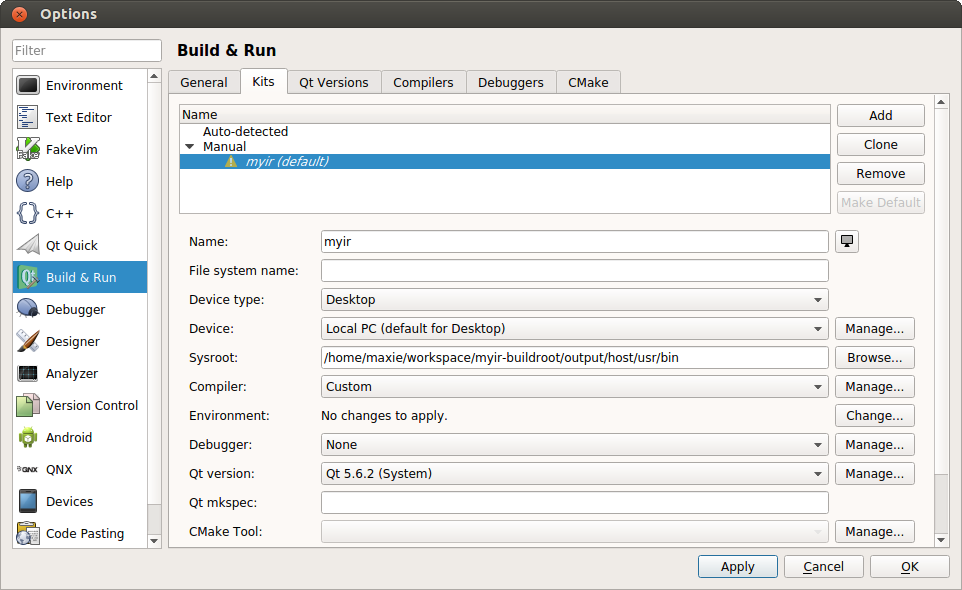 Options
Filter
Environment
Text Editor
FakeVim
Help
C++
Qt Quick
Build & Run
Debugger
Designer
Analyzer
Version Control
Android
QNX
Devices
Code Pasting
Build & Run
General Kits Qt Versions Compilers Debuggers CMake
Name
Auto-detected
Manual
myir (default)
Add
Clone
Remove
Make Default
Name: myir
File system name:
Device type: Desktop
Device: Local PC (default for Desktop) Manage...
Sysroot: /home/maxie/workspace/myir-buildroot/output/host/usr/bin Browse...
Compiler: Custom Manage...
Environment: No changes to apply. Change...
Debugger: None Manage...
Qt version: Qt 5.6.2 (System) Manage...
Qt mkspec:
CMake Tool: Manage...
Apply Cancel OK